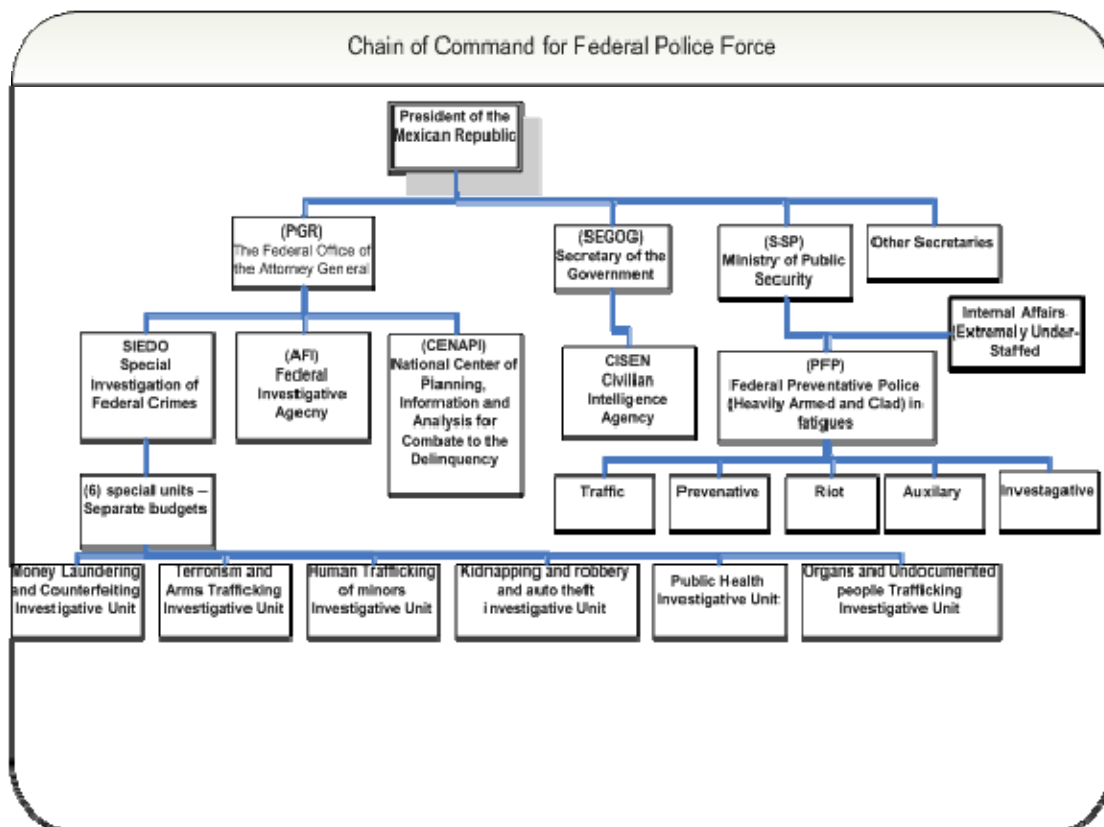 Chain of Command for Federal Police Force
President of the
Mexican Republic
(PGR)
The Federal Office of
the Attorney General
(SEGOG)
Secretary of the
Government
(SSP)
Ministry of Public
Security
Other Secretaries
Internal Affairs
(Extremely Under-
Staffed
SIEDO
Special
Investigation of
Federal Crimes
(AFI)
Federal
Investigative
Agecny
(CENAPI)
National Center of
Planning,
Information and
Analysis for
Combate to the
Delinquency
CISEN
Civilian
Intelligence
Agency
(PFP)
Federal Preventative Police
(Heavily Armed and Clad) in
fatigues
(6) special units –
Separate budgets
Traffic
Prevenative
Riot
Auxilary
Investagative
Money Laundering
and Counterfeiting
Investigative Unit
Terrorism and
Arms Trafficking
Investigative Unit
Human Trafficking
of minors
Investigative Unit
Kidnapping and robbery
and auto theft
investigative Unit
Public Health
Investigative Unit
Organs and Undocumented
people Trafficking
Investigative Unit